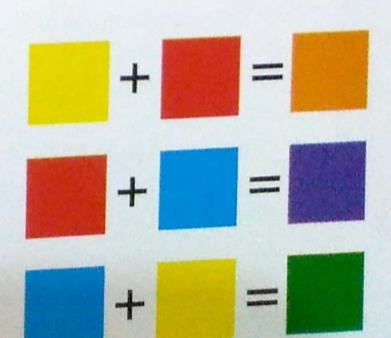 + =
+ =
+ =